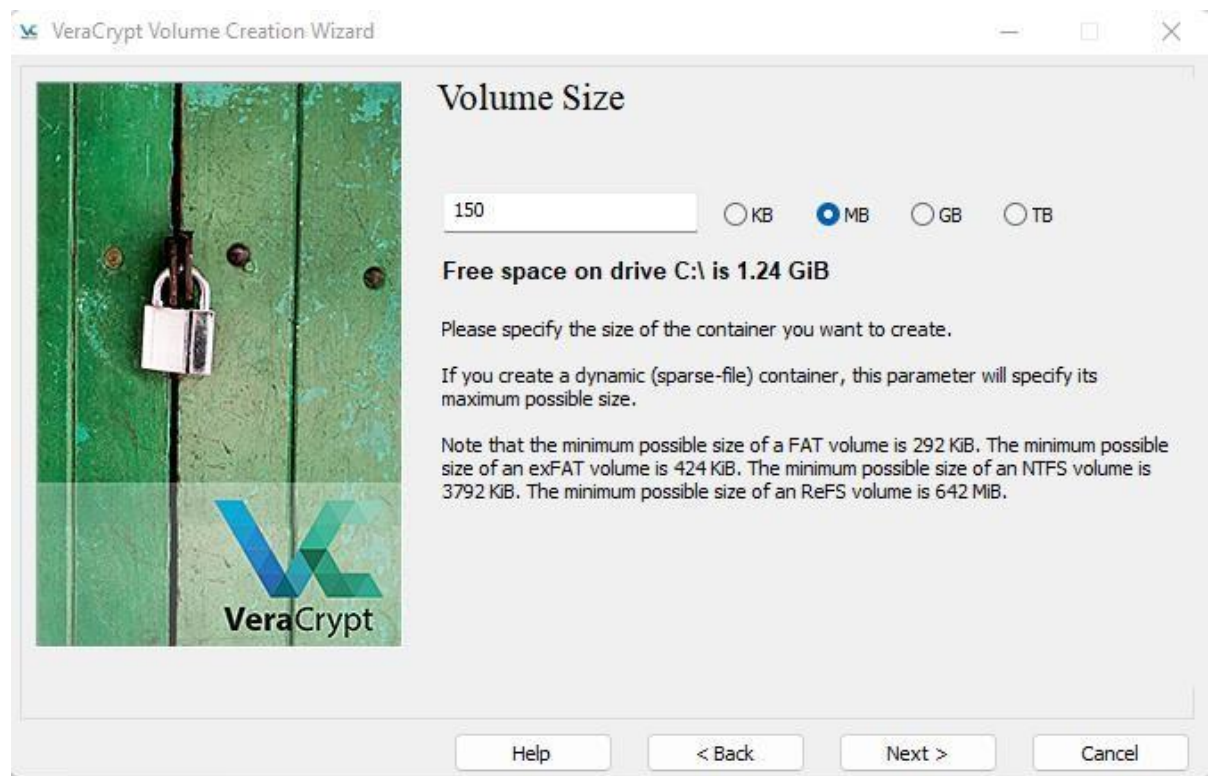 VeraCrypt Volume Creation Wizard
Volume Size
150
KB MB GB TB
Free space on drive C:\ is 1.24 GiB
Please specify the size of the container you want to create.
If you create a dynamic (sparse-file) container, this parameter will specify its
maximum possible size.
Note that the minimum possible size of a FAT volume is 292 KiB. The minimum possible
size of an exFAT volume is 424 KiB. The minimum possible size of an NTFS volume is
3792 KiB. The minimum possible size of an ReFS volume is 642 MiB.
VeraCrypt
Help < Back Next > Cancel